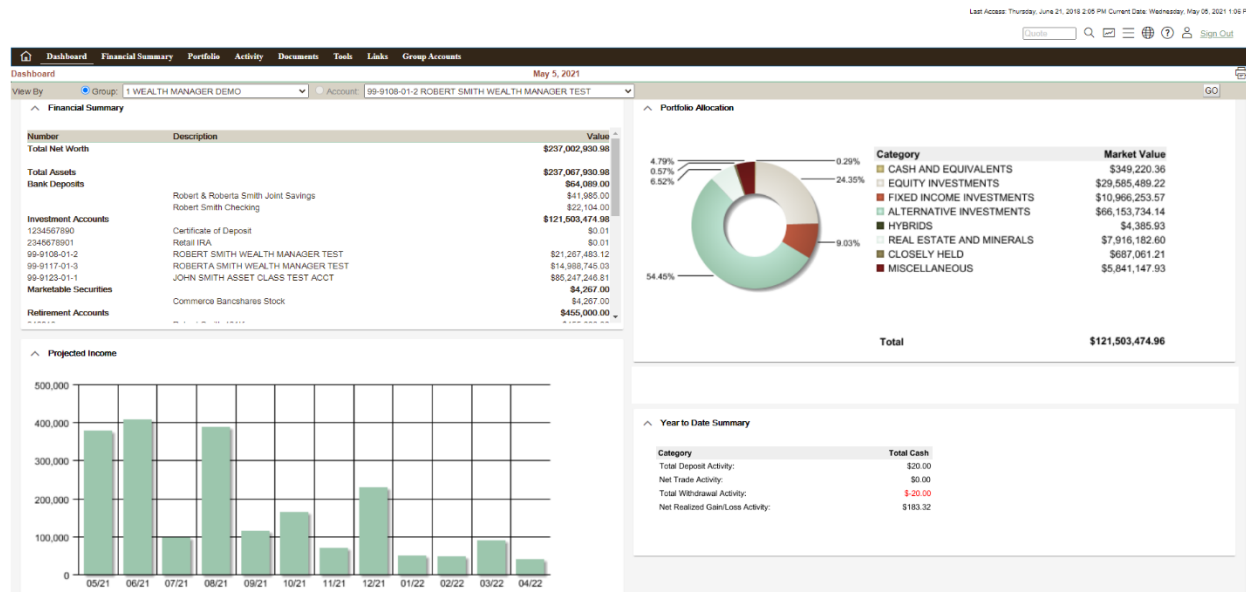 Last Access: Thursday, June 21, 2018 2:05 PM Current Date: Wednesday, May 05, 2021 1:06 P
Quote Sign Out
Dashboard Financial Summary Portfolio Activity Documents Tools Links Group Accounts
Dashboard May 5, 2021
View By Group: 1 WEALTH MANAGER DEMO Account: 99-9108-01-2 ROBERT SMITH WEALTH MANAGER TEST GO
Financial Summary
Number Description Value
Total Net Worth $237,002,930.98
Total Assets $237,067,930.98
Bank Deposits $64,089.00
Robert & Roberta Smith Joint Savings $41,985.00
Robert Smith Checking $22,104.00
Investment Accounts $121,503,474.98
1234567890 Certificate of Deposit $0.01
2345678901 Retail IRA $0.01
99-9108-01-2 ROBERT SMITH WEALTH MANAGER TEST $21,267,483.12
99-9117-01-3 ROBERTA SMITH WEALTH MANAGER TEST $14,988,745.03
99-9123-01-1 JOHN SMITH ASSET CLASS TEST ACCT $85,247,246.81
Marketable Securities $4,267.00
Commerce Bancshares Stock $4,267.00
Retirement Accounts $455,000.00
Portfolio Allocation
4.79%
0.57%
6.52%
0.29%
24.35%
9.03%
54.45%
Category Market Value
CASH AND EQUIVALENTS $349,220.36
EQUITY INVESTMENTS $29,585,489.22
FIXED INCOME INVESTMENTS $10,966,253.57
ALTERNATIVE INVESTMENTS $66,153,734.14
HYBRIDS $4,385.93
REAL ESTATE AND MINERALS $7,916,182.60
CLOSELY HELD $687,061.21
MISCELLANEOUS $5,841,147.93
Total $121,503,474.96
Projected Income
500,000
400,000
300,000
200,000
100,000
0
05/21 06/21 07/21 08/21 09/21 10/21 11/21 12/21 01/22 02/22 03/22 04/22
Year to Date Summary
Category Total Cash
Total Deposit Activity: $20.00
Net Trade Activity: $0.00
Total Withdrawal Activity: $-20.00
Net Realized Gain/Loss Activity: $183.32